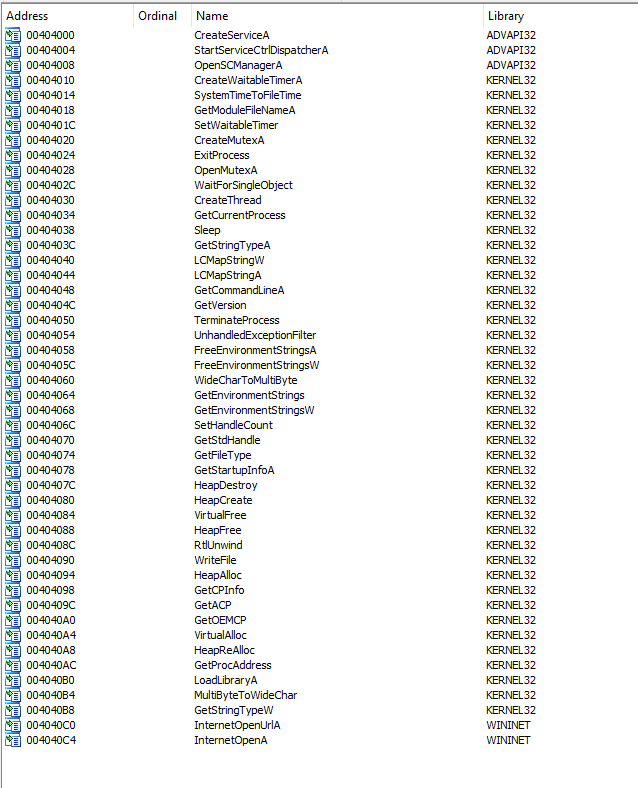 Address Ordinal Name Library
00404000 CreateServiceA ADVAPI32
00404004 StartServiceCtrlDispatcherA ADVAPI32
00404008 OpenSCManagerA ADVAPI32
00404010 CreateWaitableTimerA KERNEL32
00404014 SystemTimeToFileTime KERNEL32
00404018 GetModuleFileNameA KERNEL32
0040401C SetWaitableTimer KERNEL32
00404020 CreateMutexA KERNEL32
00404024 ExitProcess KERNEL32
00404028 OpenMutexA KERNEL32
0040402C WaitForSingleObject KERNEL32
00404030 CreateThread KERNEL32
00404034 GetCurrentProcess KERNEL32
00404038 Sleep KERNEL32
0040403C GetStringTypeA KERNEL32
00404040 LCMapStringW KERNEL32
00404044 LCMapStringA KERNEL32
00404048 GetCommandLineA KERNEL32
0040404C GetVersion KERNEL32
00404050 TerminateProcess KERNEL32
00404054 UnhandledExceptionFilter KERNEL32
00404058 FreeEnvironmentStringsA KERNEL32
0040405C FreeEnvironmentStringsW KERNEL32
00404060 WideCharToMultiByte KERNEL32
00404064 GetEnvironmentStrings KERNEL32
00404068 GetEnvironmentStringsW KERNEL32
0040406C SetHandleCount KERNEL32
00404070 GetStdHandle KERNEL32
00404074 GetFileType KERNEL32
00404078 GetStartupInfoA KERNEL32
0040407C HeapDestroy KERNEL32
00404080 HeapCreate KERNEL32
00404084 VirtualFree KERNEL32
00404088 HeapFree KERNEL32
0040408C RtlUnwind KERNEL32
00404090 WriteFile KERNEL32
00404094 HeapAlloc KERNEL32
00404098 GetCPInfo KERNEL32
0040409C GetACP KERNEL32
004040A0 GetOEMCP KERNEL32
004040A4 VirtualAlloc KERNEL32
004040A8 HeapReAlloc KERNEL32
004040AC GetProcAddress KERNEL32
004040B0 LoadLibraryA KERNEL32
004040B4 MultiByteToWideChar KERNEL32
004040B8 GetStringTypeW KERNEL32
004040C0 InternetOpenUrlA WININET
004040C4 InternetOpenA WININET